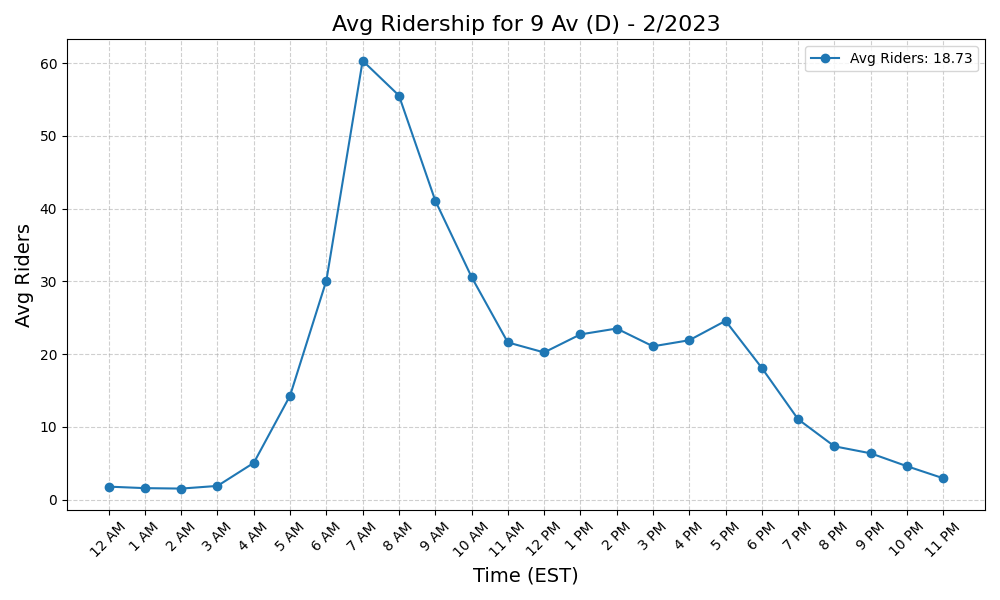 Avg Ridership for 9 Av (D) - 2/2023
Avg Riders: 18.73
Avg Riders
60
50
40
30
20
10
0
12 AM
1 AM
2 AM
3 AM
4 AM
5 AM
6 AM
7 AM
8 AM
9 AM
10 AM
11 AM
12 PM
1 PM
2 PM
3 PM
4 PM
5 PM
6 PM
7 PM
8 PM
9 PM
10 PM
11 PM
Time (EST)